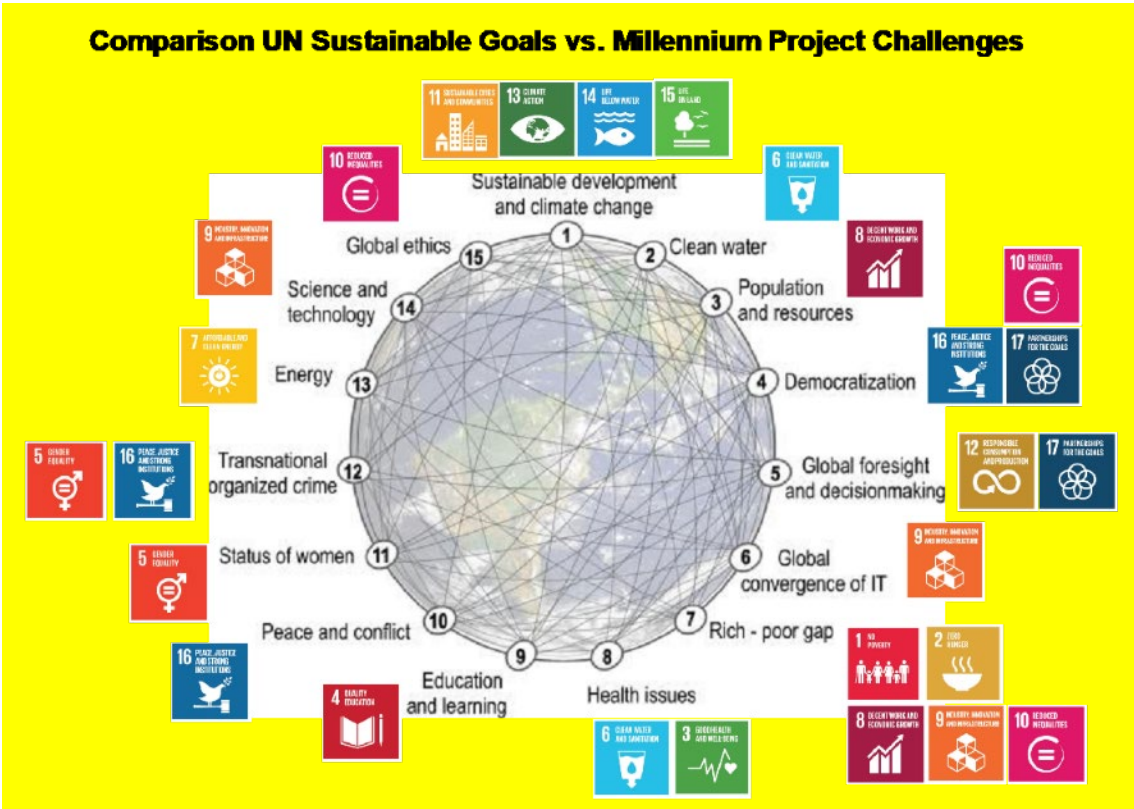 Comparison UN Sustainable Goals vs. Millennium Project Challenges
11 SUSTAINABLE CITIES
AND COMMUNITIES
13 CLIMATE
ACTION
14 LIFE
BELOW WATER
15 LIFE
ON LAND
10 REDUCED
INEQUALITIES
6 CLEAN WATER
AND SANITATION
Sustainable development
and climate change
1
9 INDUSTRY, INNOVATION
AND INFRASTRUCTURE
Global ethics
15
2
Clean water
8 DECENT WORK AND
ECONOMIC GROWTH
10 REDUCED
INEQUALITIES
Science and
technology
14
3
Population
and resources
7 AFFORDABLE AND
CLEAN ENERGY
Energy
13
4
Democratization
16 PEACE, JUSTICE
AND STRONG
INSTITUTIONS
17 PARTNERSHIPS
FOR THE GOALS
5 GENDER
EQUALITY
16 PEACE, JUSTICE
AND STRONG
INSTITUTIONS
Transnational
organized crime
12
5
Global foresight
and decisionmaking
12 RESPONSIBLE
CONSUMPTION
AND PRODUCTION
17 PARTNERSHIPS
FOR THE GOALS
5 GENDER
EQUALITY
Status of women
11
6
Global
convergence of IT
9 INDUSTRY, INNOVATION
AND INFRASTRUCTURE
16 PEACE, JUSTICE
AND STRONG
INSTITUTIONS
Peace and conflict
10
7
Rich - poor gap
1 NO
POVERTY
2 ZERO
HUNGER
4 QUALITY
EDUCATION
Education
and learning
9
8
Health issues
6 CLEAN WATER
AND SANITATION
3 GOOD HEALTH
AND WELL-BEING
8 DECENT WORK AND
ECONOMIC GROWTH
9 INDUSTRY, INNOVATION
AND INFRASTRUCTURE
10 REDUCED
INEQUALITIES